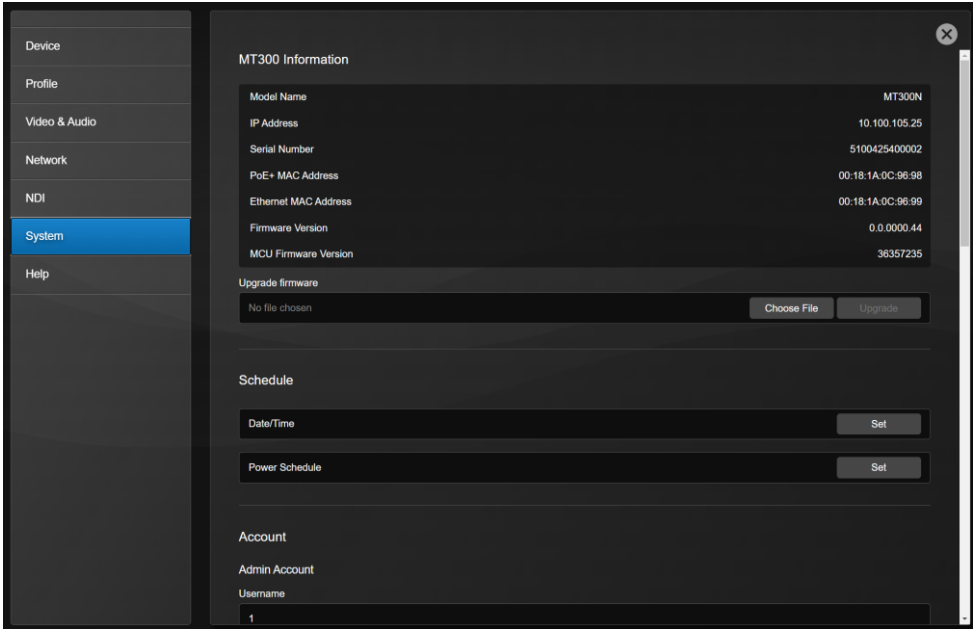 Device
Profile
Video & Audio
Network
NDI
System
Help
MT300 Information
Model Name MT300N
IP Address 10.100.105.25
Serial Number 5100425400002
PoE+ MAC Address 00:18:1A:0C:96:98
Ethernet MAC Address 00:18:1A:0C:96:99
Firmware Version 0.0.0000.44
MCU Firmware Version 36357235
Upgrade firmware
No file chosen Choose File Upgrade
Schedule
Date/Time Set
Power Schedule Set
Account
Admin Account
Username
1